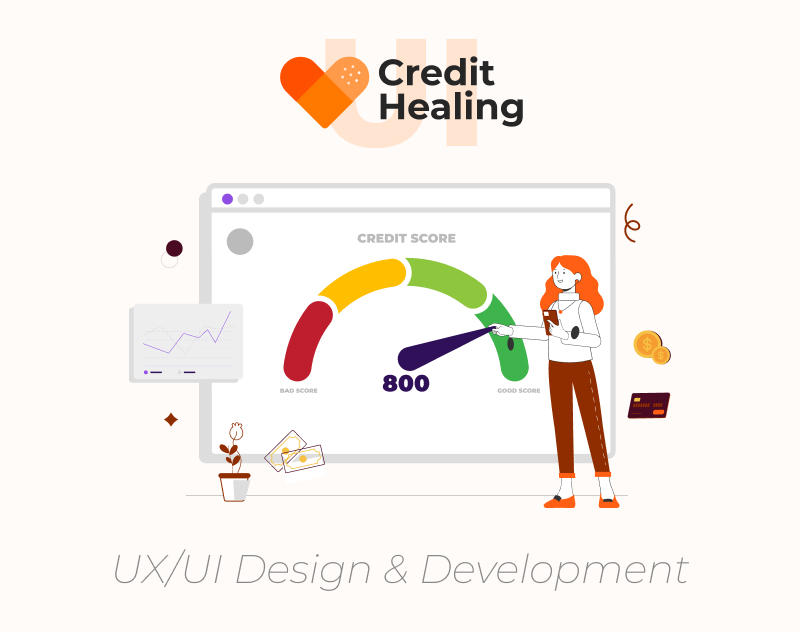 UI
Credit
Healing
CREDIT SCORE
800
BAD SCORE
GOOD SCORE
UX/UI Design & Development